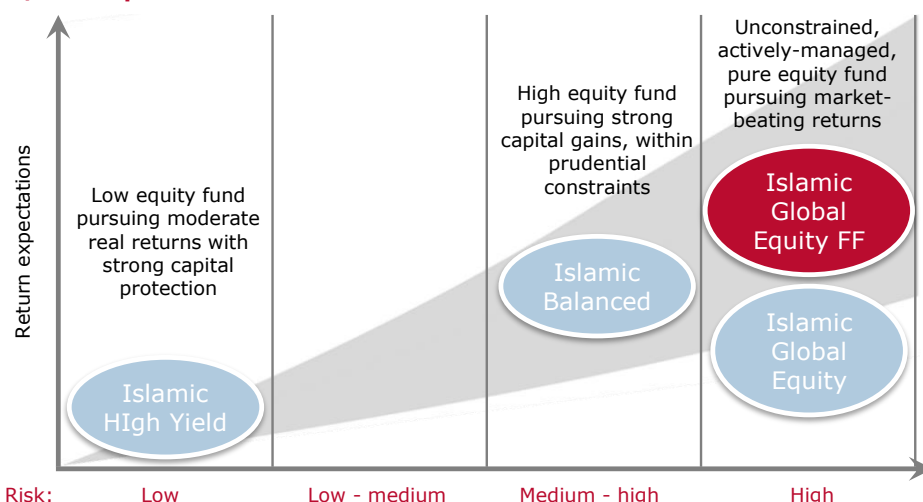 Unconstrained,
actively-managed,
pure equity fund
pursuing market-
beating returns
High equity fund
pursuing strong
capital gains, within
prudential
constraints
Low equity fund
pursuing moderate
real returns with
strong capital
protection
Return expectations
Islamic
Global
Equity FF
Islamic
Balanced
Islamic
Global
Equity
Islamic
HIgh Yield
Risk: Low Low - medium Medium - high High